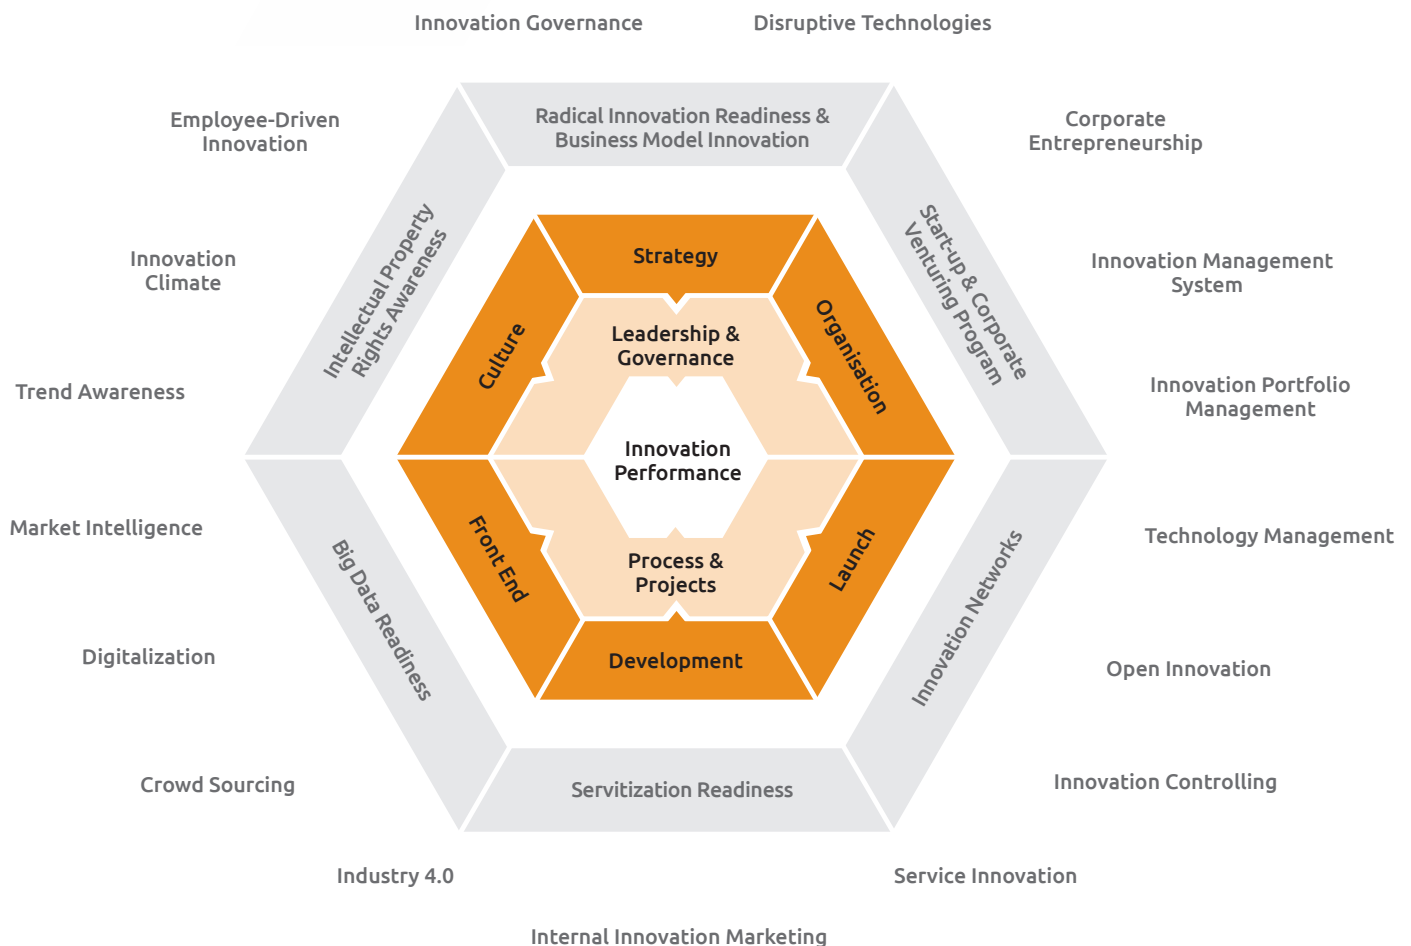 Innovation Governance
Disruptive Technologies
Employee-Driven
Innovation
Radical Innovation Readiness &
Business Model Innovation
Corporate
Entrepreneurship
Innovation
Climate
Intellectual Property
Rights Awareness
Strategy
Start-up & Corporate
Venturing Program
Innovation Management
System
Culture
Leadership &
Governance
Organisation
Trend Awareness
Innovation Portfolio
Management
Innovation
Performance
Market Intelligence
Technology Management
Front End
Process &
Projects
Launch
Big Data Readiness
Innovation Networks
Digitalization
Development
Open Innovation
Crowd Sourcing
Servitization Readiness
Innovation Controlling
Industry 4.0
Service Innovation
Internal Innovation Marketing